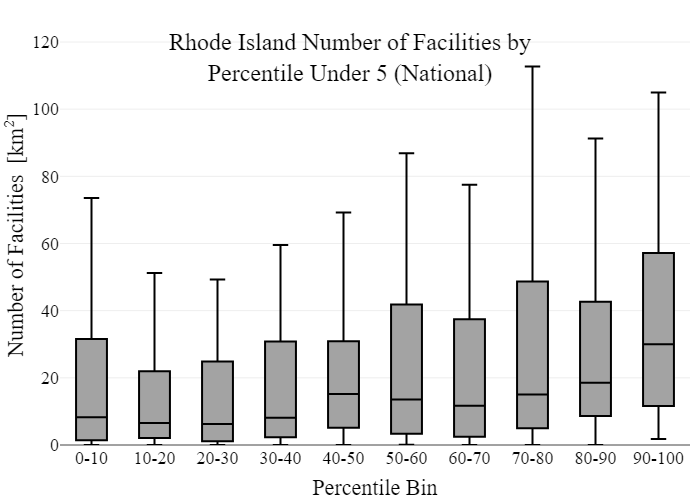 Rhode Island Number of Facilities by
Percentile Under 5 (National)
Number of Facilities [km²]
120
100
80
60
40
20
0
0-10 10-20 20-30 30-40 40-50 50-60 60-70 70-80 80-90 90-100
Percentile Bin